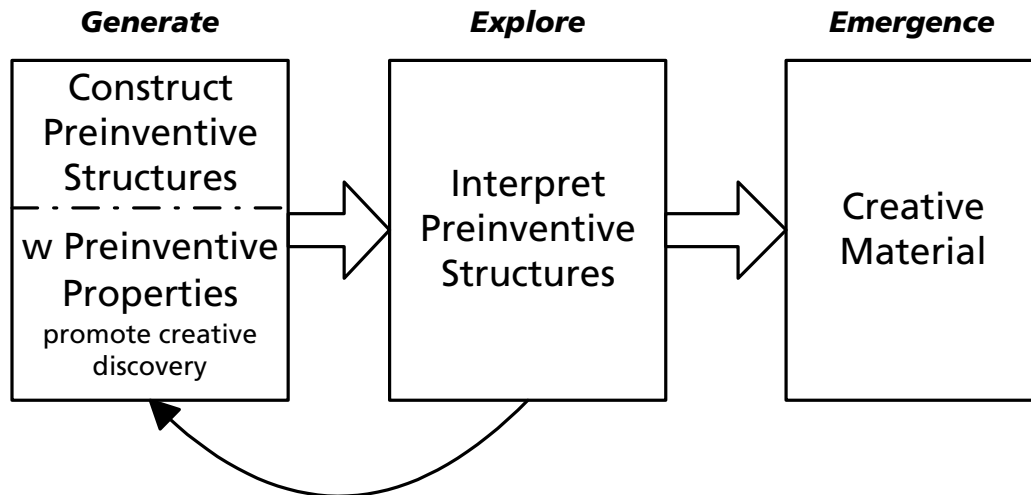 Generate
Construct
Preinventive
Structures
w Preinventive
Properties
promote creative
discovery
Explore
Interpret
Preinventive
Structures
Emergence
Creative
Material